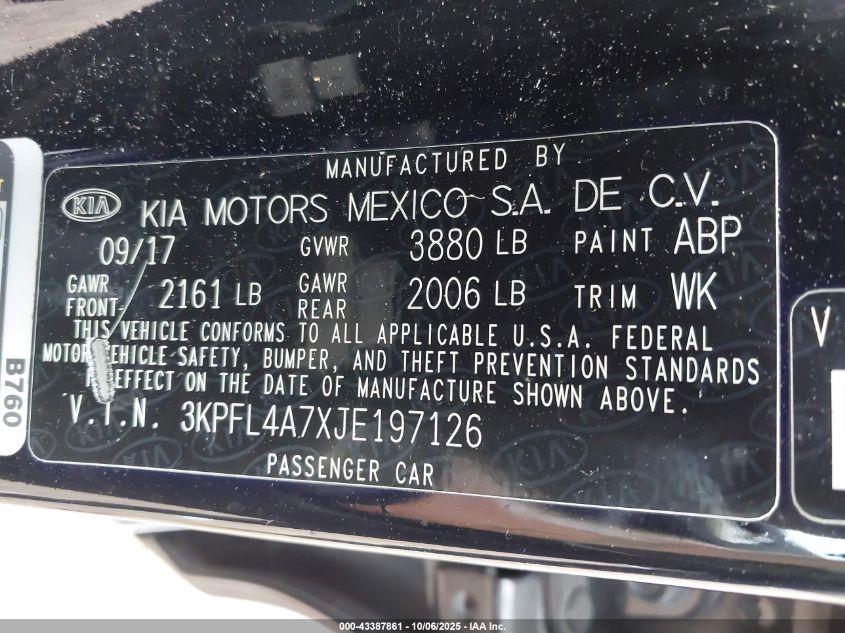 MANUFACTURED BY
KIA KIA MOTORS MEXICO S.A. DE C.V.
09/17 GVWR 3880 LB PAINT ABP
GAWR FRONT 2161 LB GAWR REAR 2006 LB TRIM WK
THIS VEHICLE CONFORMS TO ALL APPLICABLE U.S.A. FEDERAL
MOTOR VEHICLE SAFETY, BUMPER, AND THEFT PREVENTION STANDARDS
IN EFFECT ON THE DATE OF MANUFACTURE SHOWN ABOVE.
V.I.N. 3KPFL4A7XJE197126
PASSENGER CAR
B760
V
000-43387861 - 10/06/2025 - © IAA Inc.